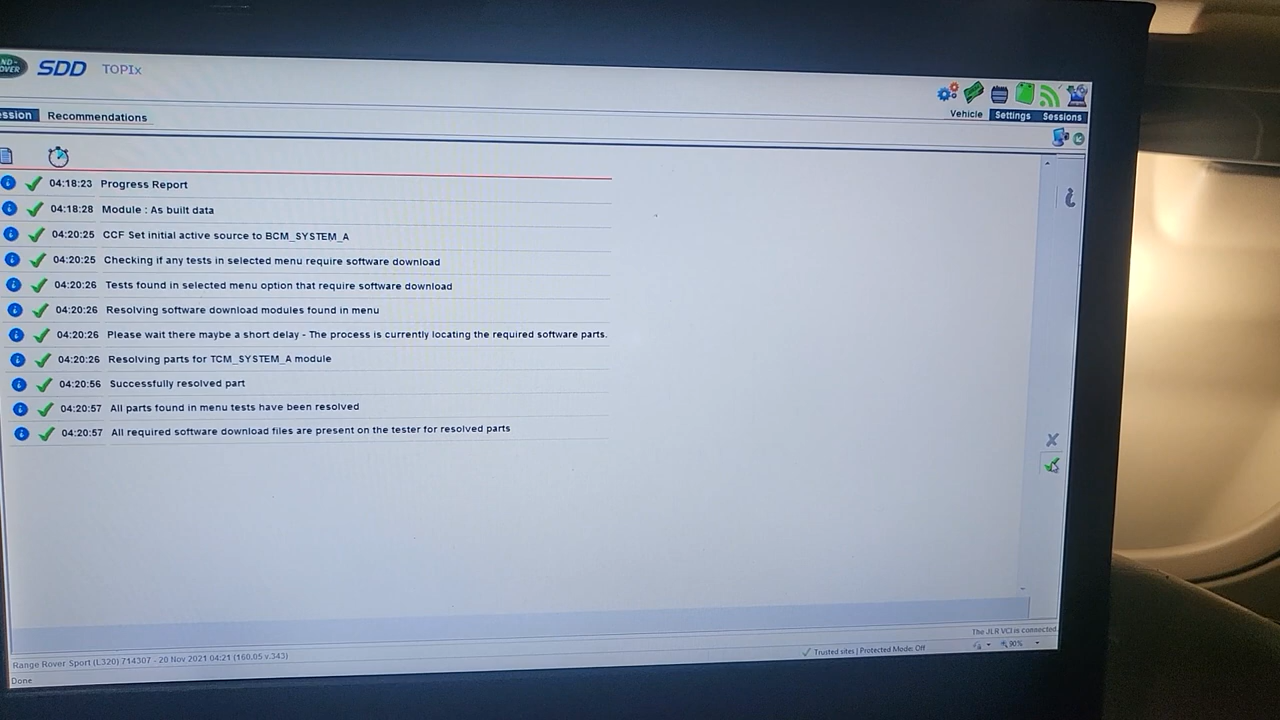 SDD TOPIx
ession Recommendations
Vehicle Settings Sessions
04:18:23 Progress Report
04:18:28 Module : As built data
04:20:25 CCF Set initial active source to BCM_SYSTEM_A
04:20:25 Checking if any tests in selected menu require software download
04:20:26 Tests found in selected menu option that require software download
04:20:26 Resolving software download modules found in menu
04:20:26 Please wait there maybe a short delay - The process is currently locating the required software parts.
04:20:26 Resolving parts for TCM_SYSTEM_A module
04:20:56 Successfully resolved part
04:20:57 All parts found in menu tests have been resolved
04:20:57 All required software download files are present on the tester for resolved parts
The JLR VCI is connected.
Range Rover Sport (L320) 714307 - 20 Nov 2021 04:21 (160.05 v.343)
Trusted sites | Protected Mode: Off
90%
Done